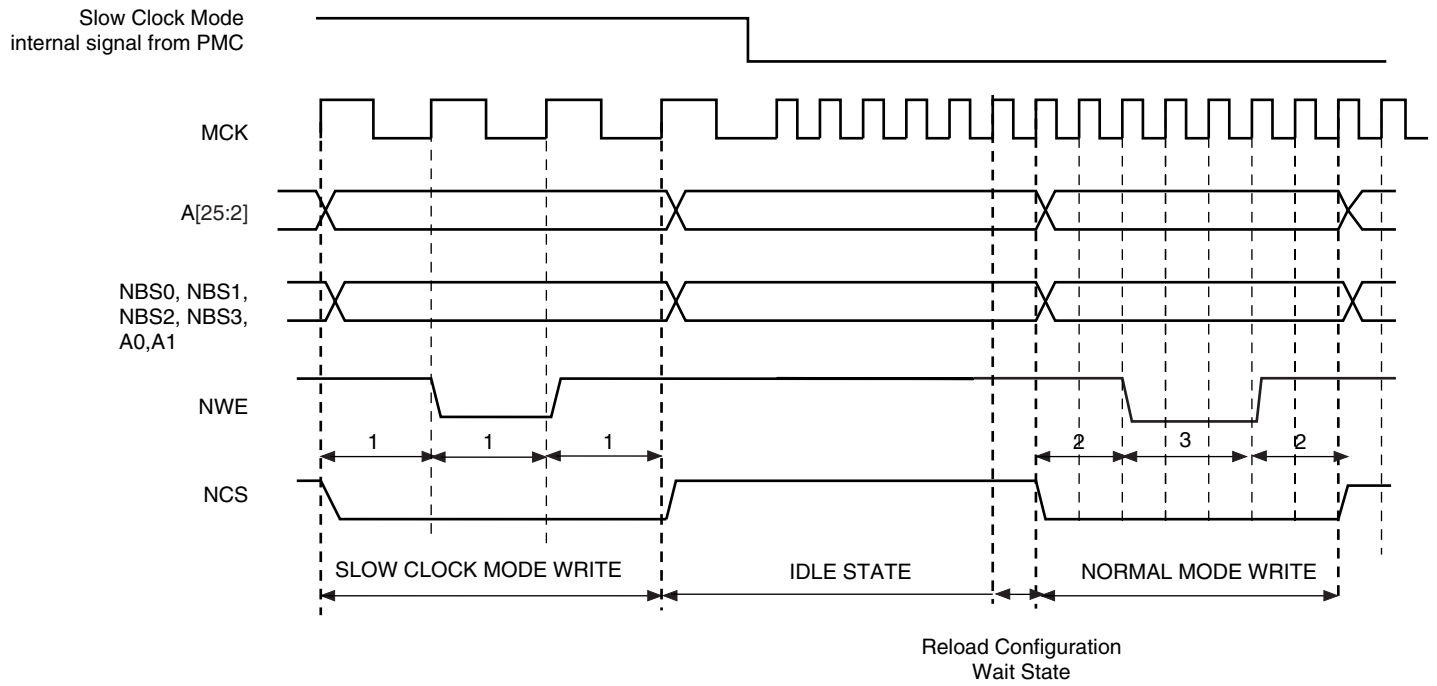 Slow Clock Mode
internal signal from PMC
MCK
A[25:2]
NBS0, NBS1,
NBS2, NBS3,
A0,A1
NWE
1 1 1 2 3 2
NCS
SLOW CLOCK MODE WRITE IDLE STATE NORMAL MODE WRITE
Reload Configuration
Wait State